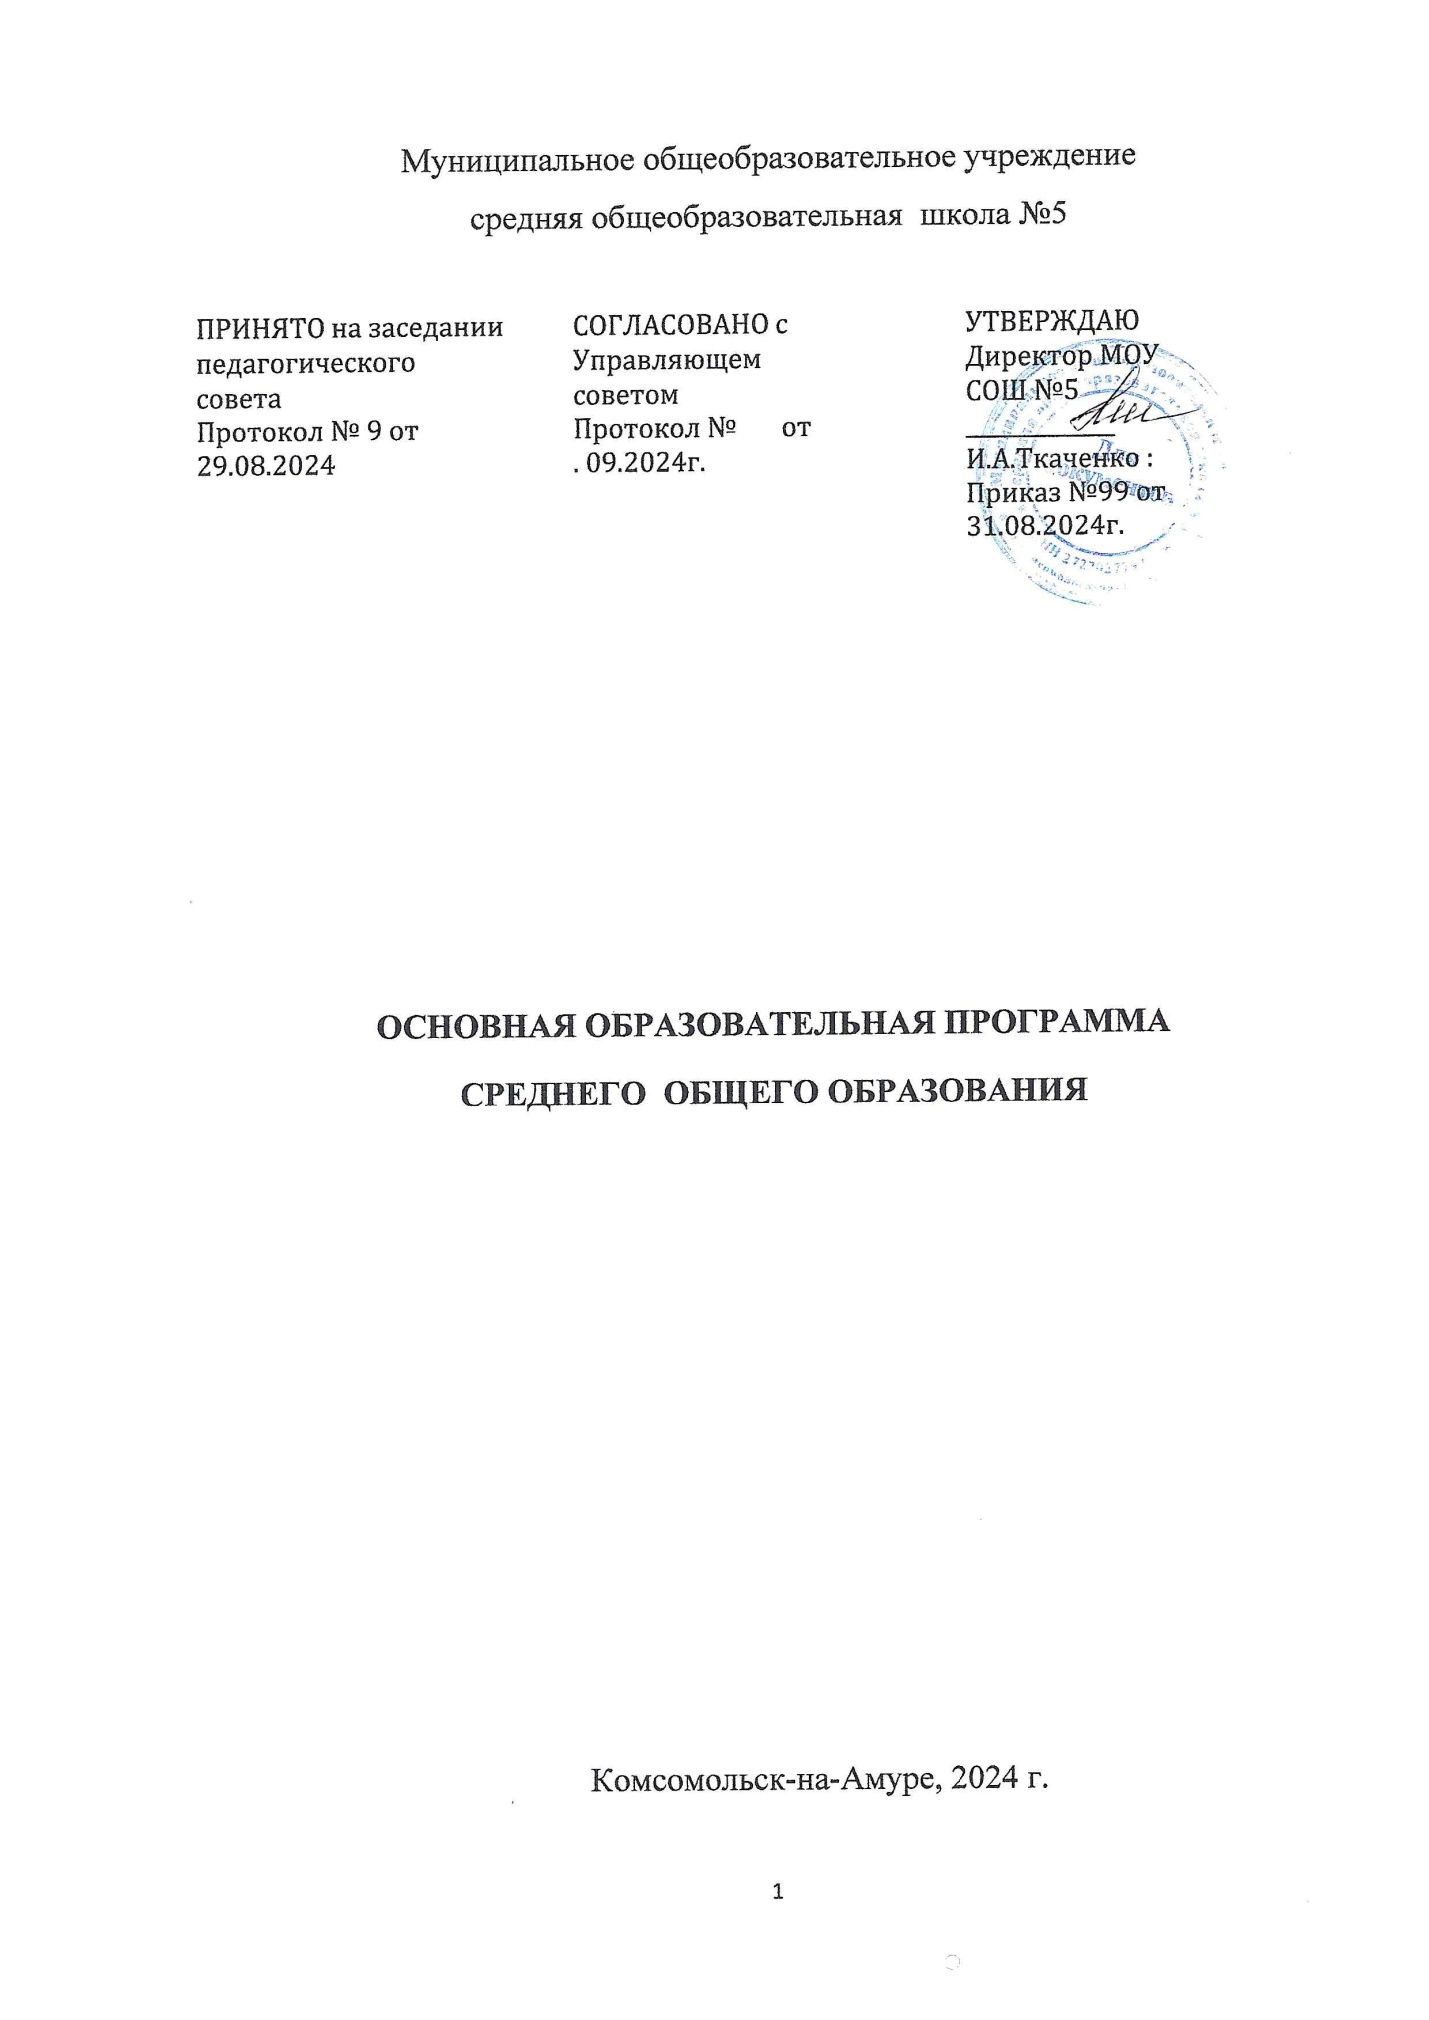 Муниципальное общеобразовательное учреждение
средняя общеобразовательная школа №5
ПРИНЯТО на заседании
педагогического
совета
Протокол № 9 от
29.08.2024
СОГЛАСОВАНО с
Управляющем
советом
Протокол № от
. 09.2024г.
УТВЕРЖДАЮ
Директор МОУ
СОШ №5
И.А.Ткаченко :
Приказ №99 от
31.08.2024г.
Для
ОСНОВНАЯ ОБРАЗОВАТЕЛЬНАЯ ПРОГРАММА
СРЕДНЕГО ОБЩЕГО ОБРАЗОВАНИЯ
Комсомольск-на-Амуре, 2024 г.
1